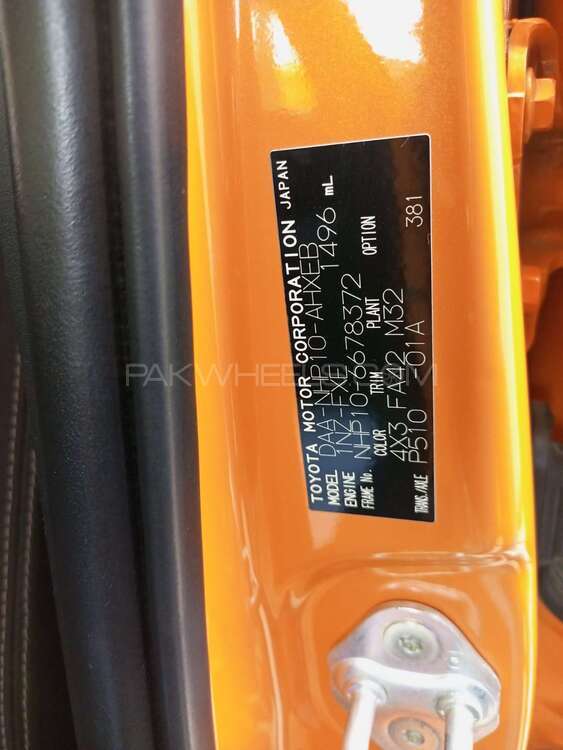 TOYOTA MOTOR CORPORATION JAPAN
MODEL DAA-NHP10-AHXEB
ENGINE 1NZ-FXE 1496 mL
FRAME No. NHP10-6678372
COLOR TRIM PLANT OPTION
4X3 FA42 M32
TRANS./AXLE P510 /-01A 381
PAKWHEELS.COM